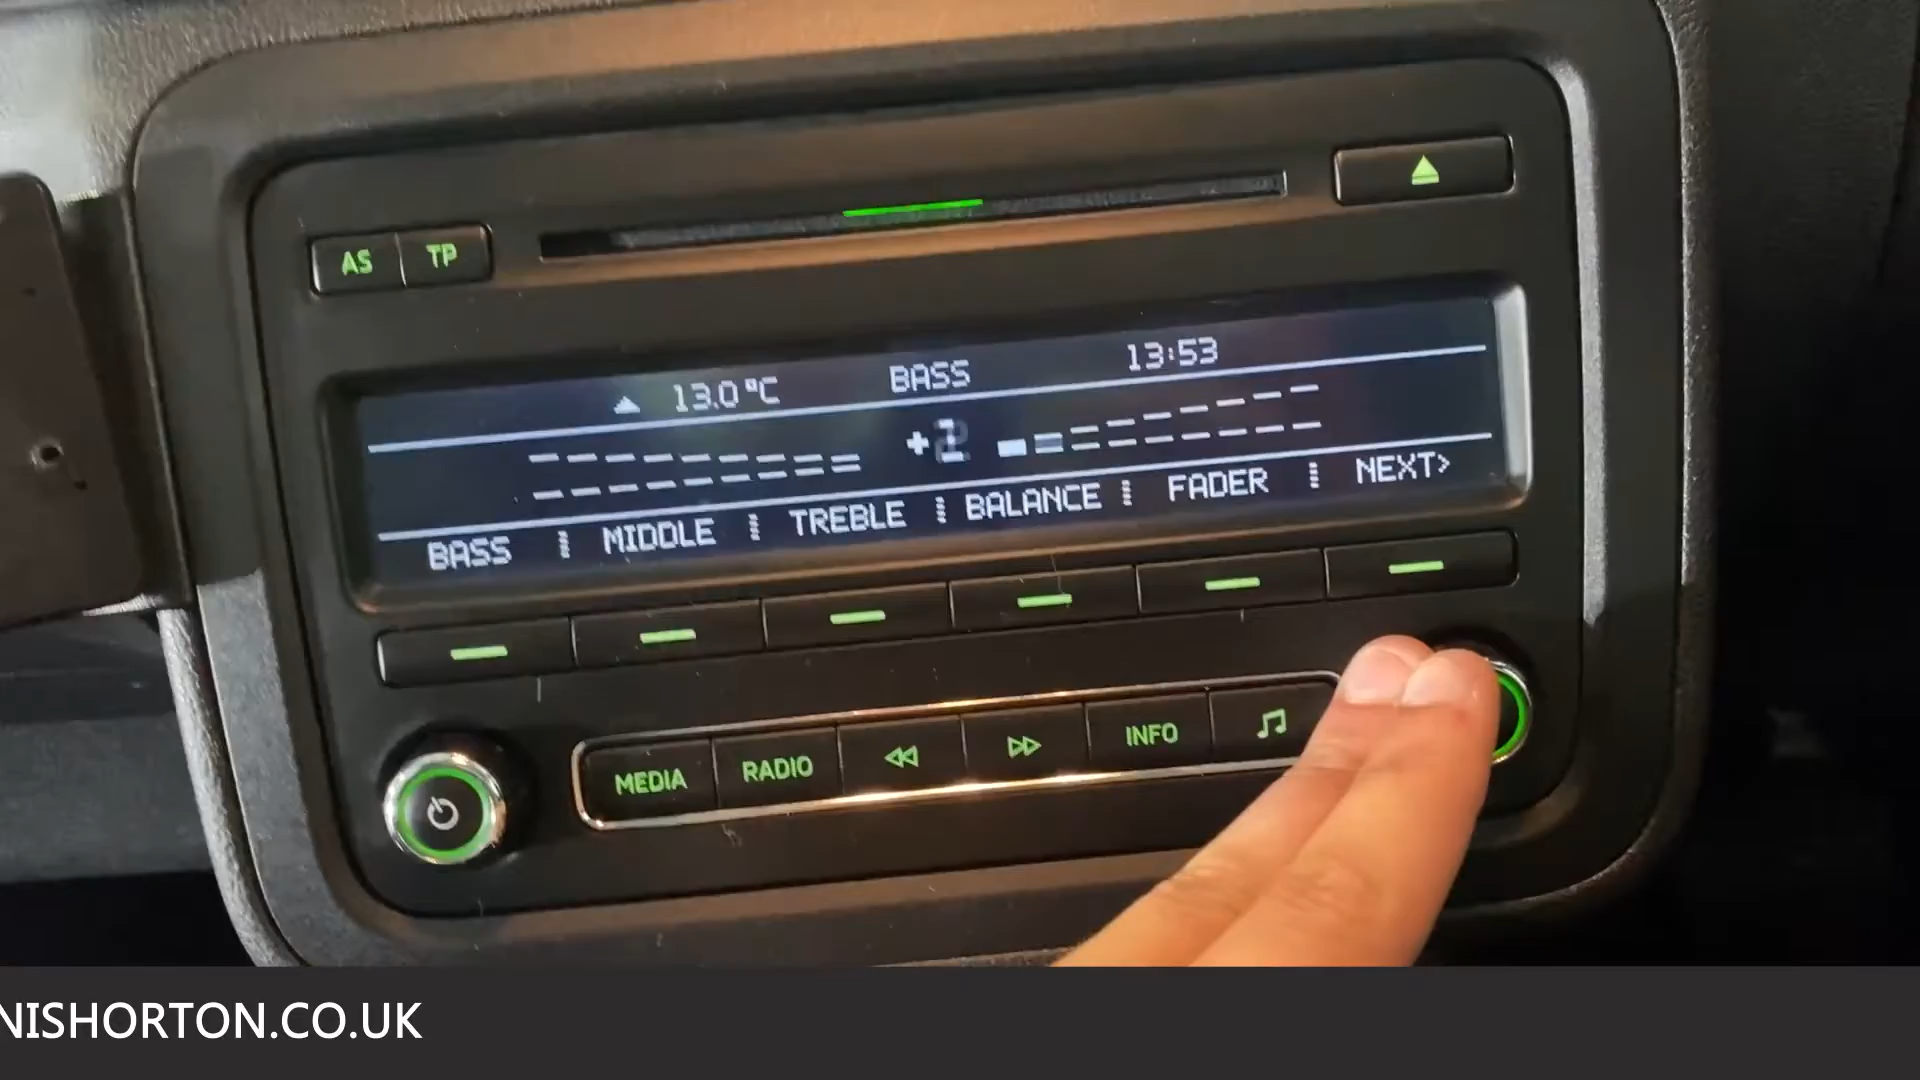 AS TP
13.0°C BASS 13:53
BASS MIDDLE TREBLE BALANCE FADER NEXT>
MEDIA RADIO INFO
NISHORTON.CO.UK